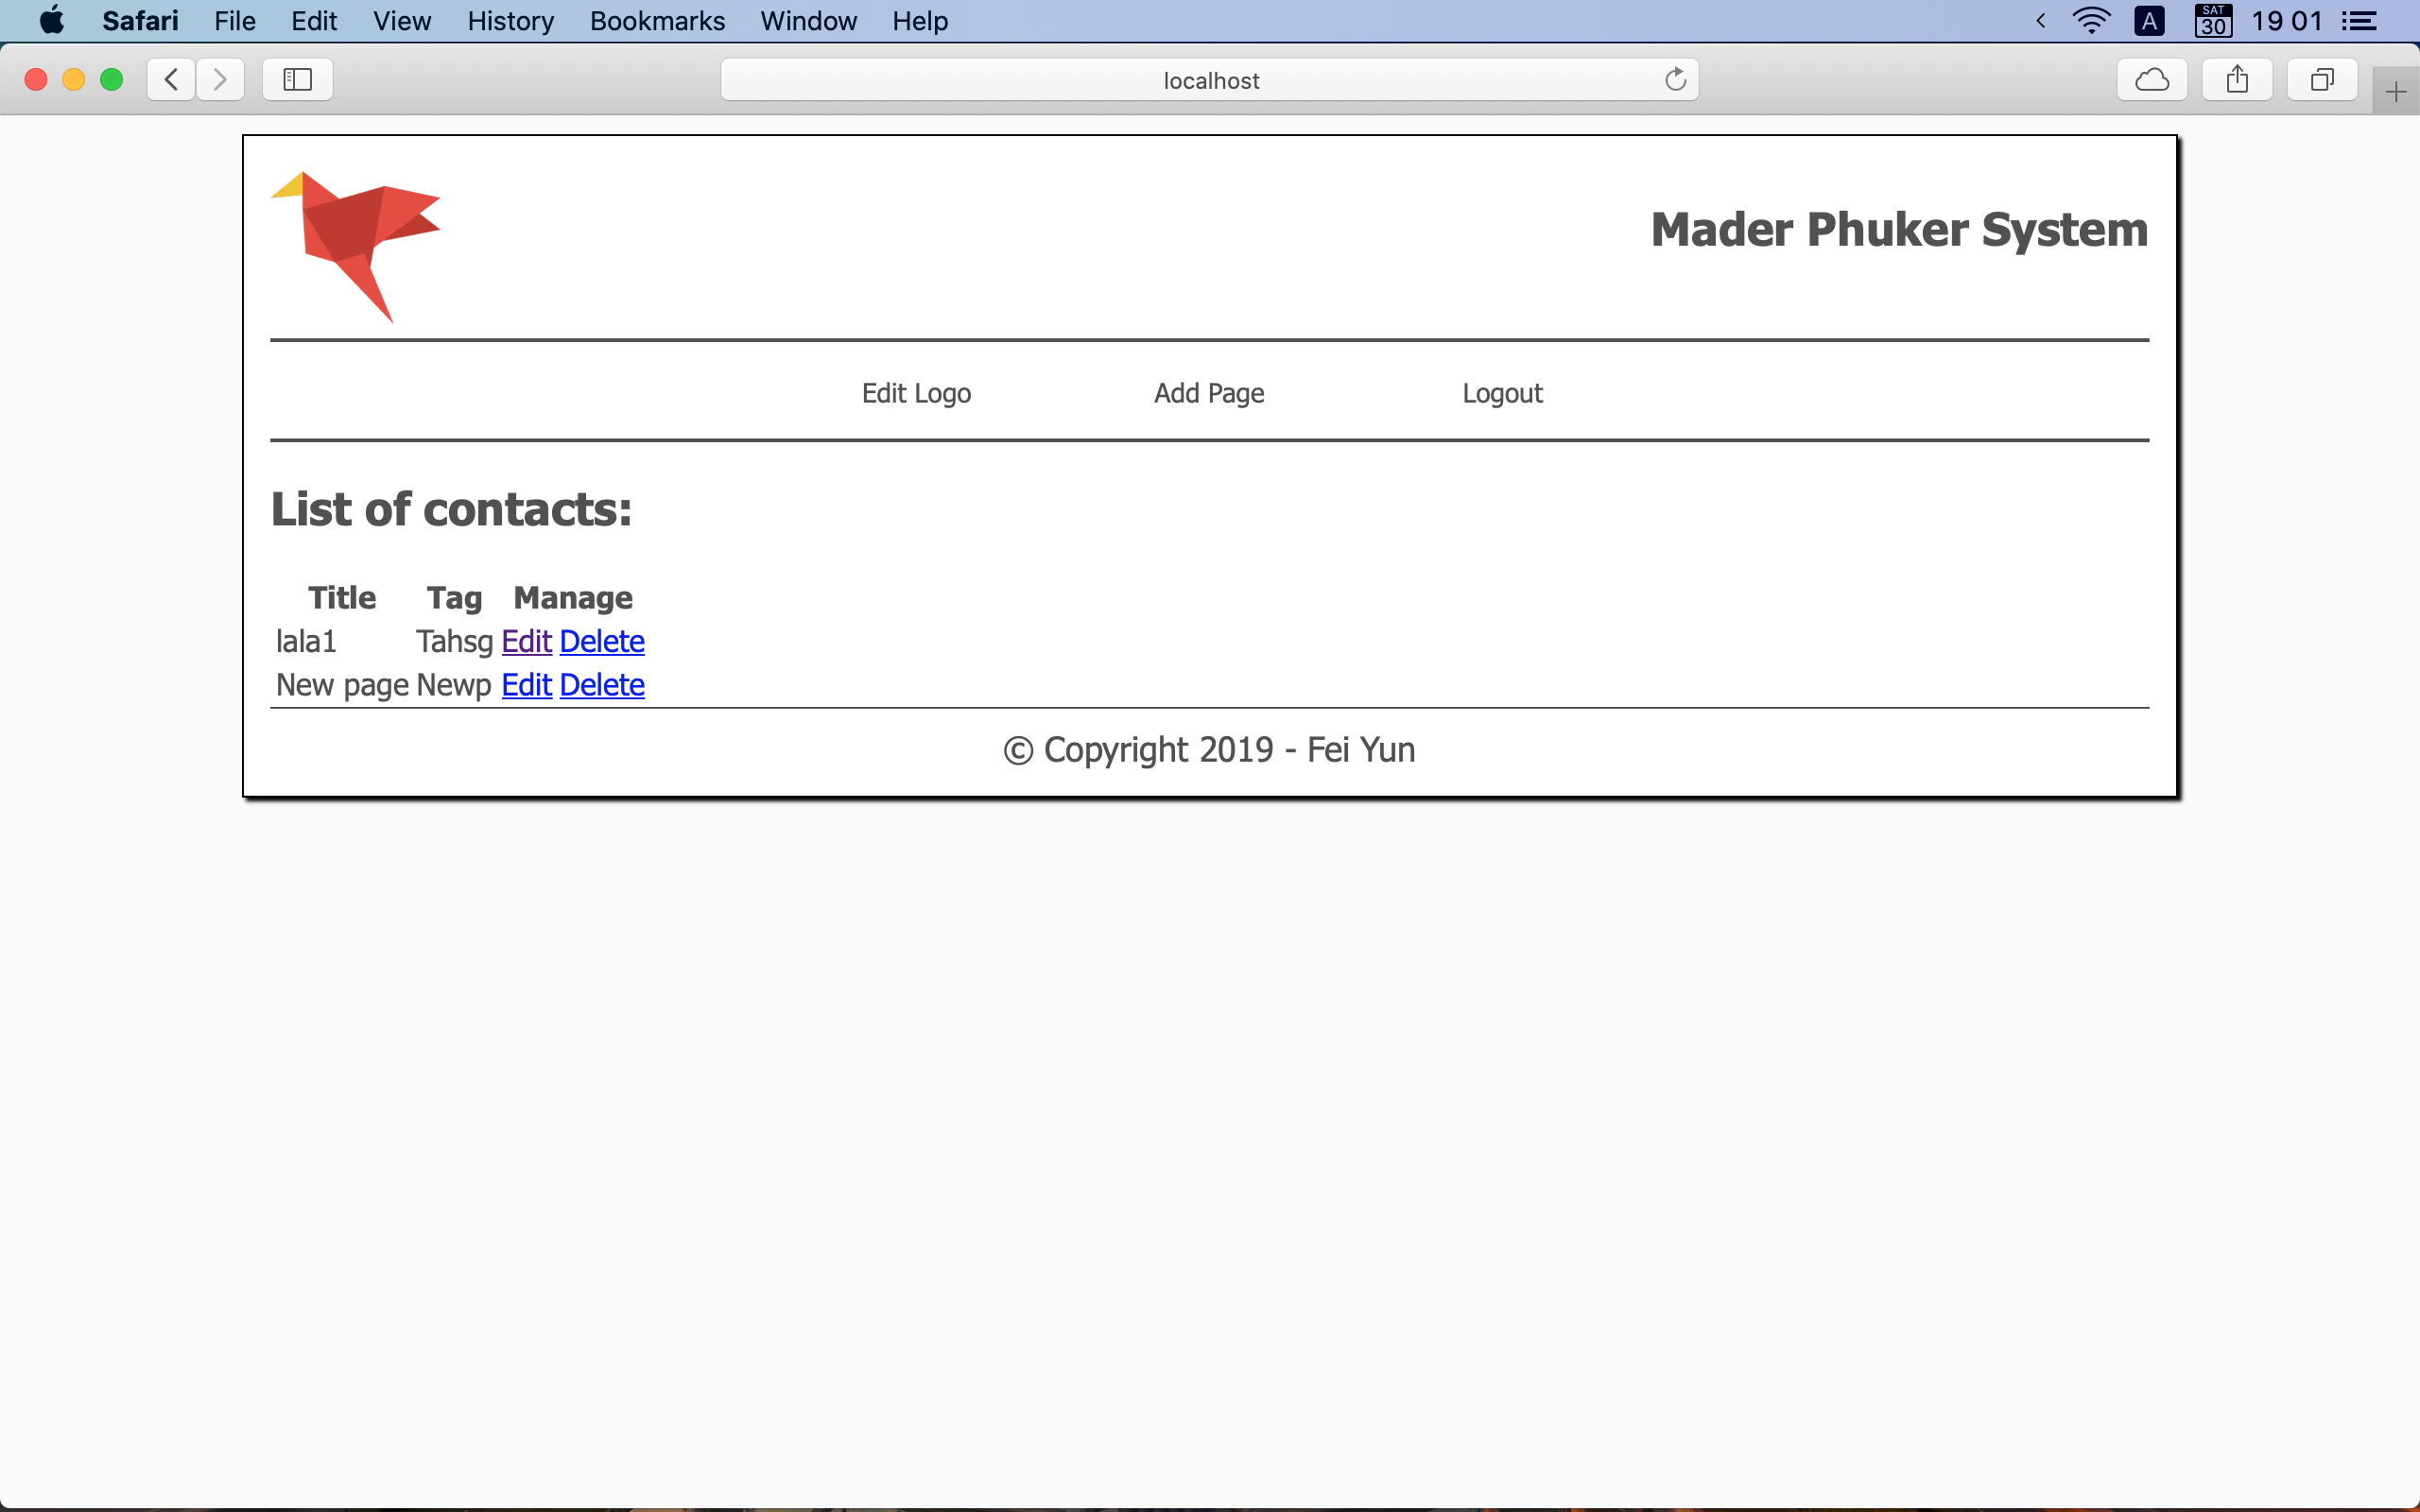 Safari File Edit View History Bookmarks Window Help A SAT 30 19 01
localhost
Mader Phuker System
Edit Logo Add Page Logout
List of contacts:
Title Tag Manage
lala1 Tahsg Edit Delete
New page Newp Edit Delete
© Copyright 2019 - Fei Yun